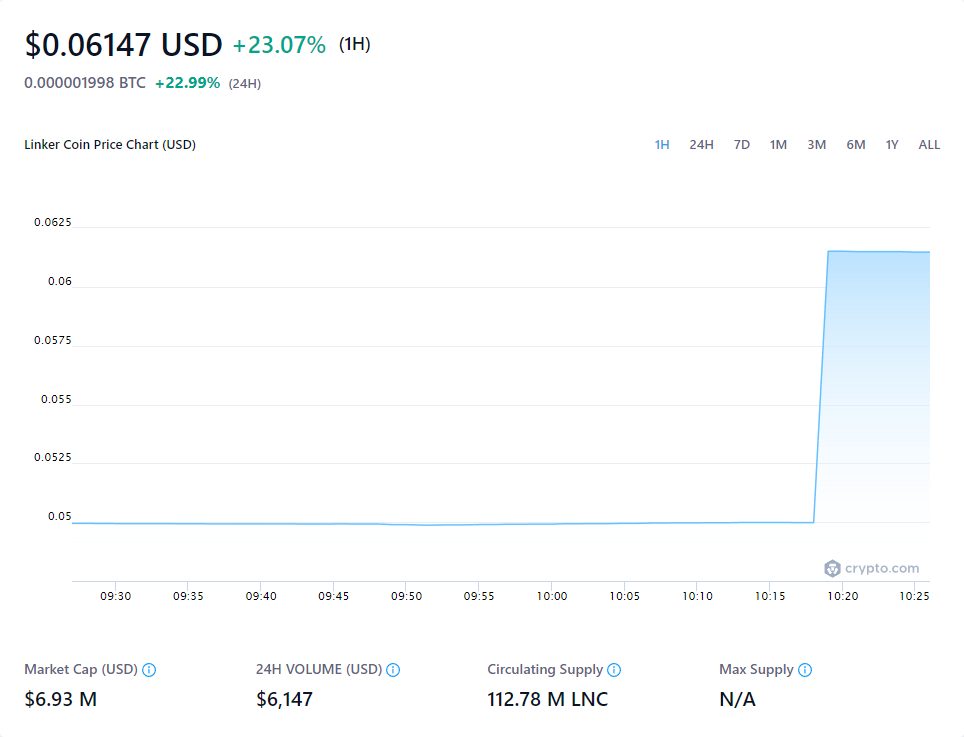 $0.06147 USD +23.07% (1H)
0.000001998 BTC +22.99% (24H)
Linker Coin Price Chart (USD) 1H 24H 7D 1M 3M 6M 1Y ALL
0.0625
0.06
0.0575
0.055
0.0525
0.05
crypto.com
09:30 09:35 09:40 09:45 09:50 09:55 10:00 10:05 10:10 10:15 10:20 10:25
Market Cap (USD) 24H VOLUME (USD) Circulating Supply Max Supply
$6.93 M $6,147 112.78 M LNC N/A